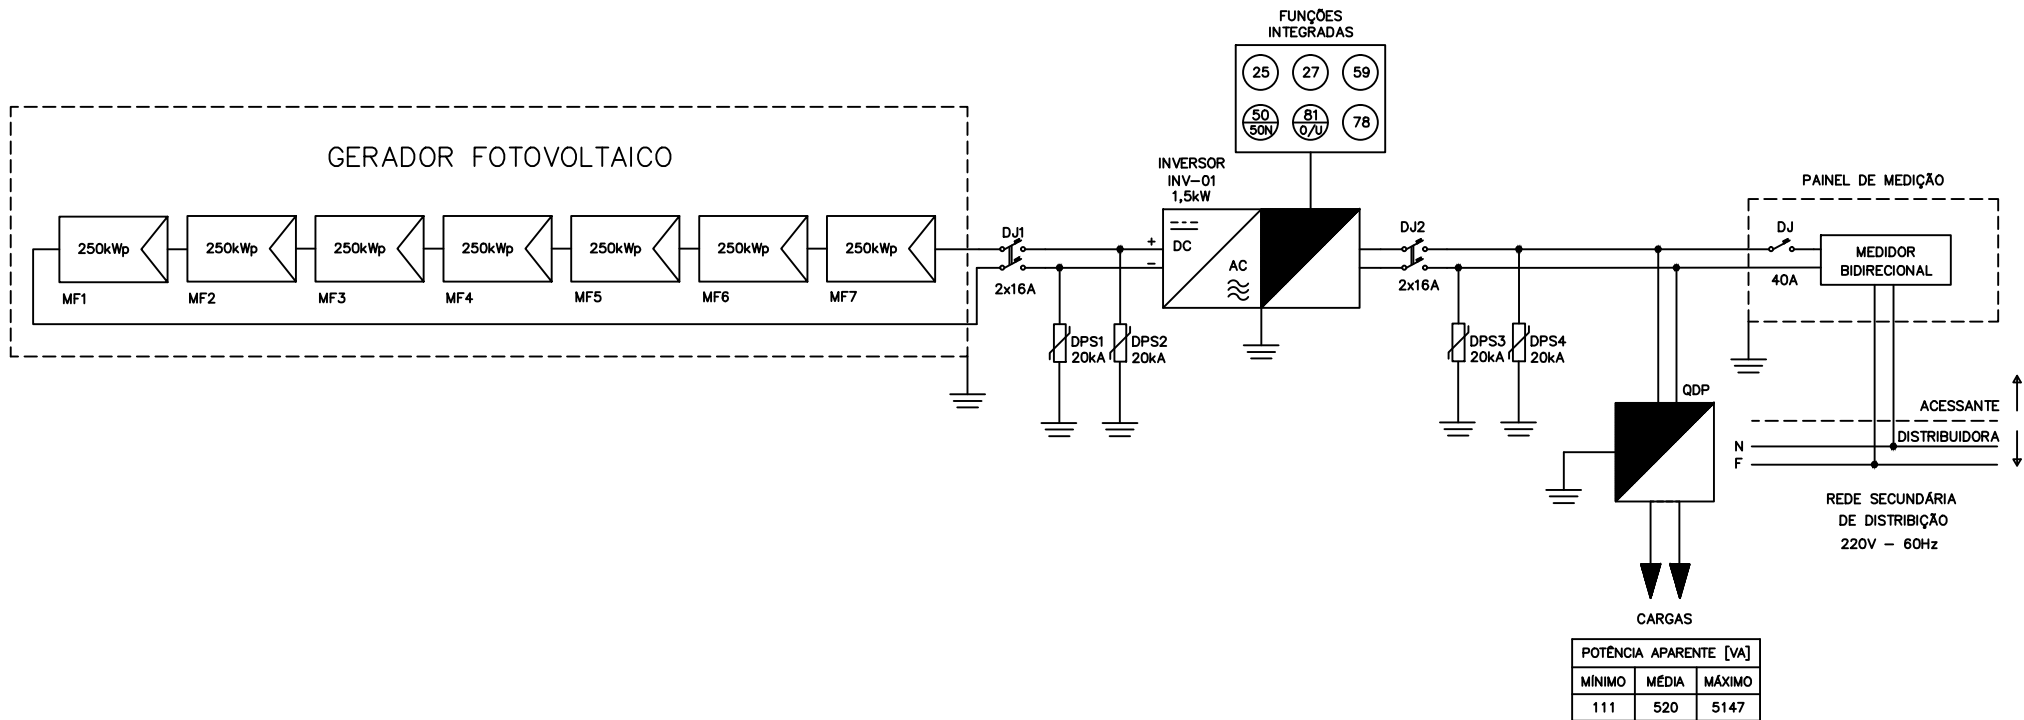 FUNÇÕES
INTEGRADAS
25 27 59
50 81 78
50N O/U
GERADOR FOTOVOLTAICO
250kWp 250kWp 250kWp 250kWp 250kWp 250kWp 250kWp
MF1 MF2 MF3 MF4 MF5 MF6 MF7
DJ1
2x16A
DPS1
20kA
DPS2
20kA
INVERSOR
INV-01
1,5kW
+
-
DC
AC
DJ2
2x16A
DPS3
20kA
DPS4
20kA
PAINEL DE MEDIÇÃO
DJ
40A
MEDIDOR
BIDIRECIONAL
QDP
ACESSANTE
DISTRIBUIDORA
N
F
REDE SECUNDÁRIA
DE DISTRIBIÇÃO
220V - 60Hz
CARGAS
POTÊNCIA APARENTE [VA]
MÍNIMO MÉDIA MÁXIMO
111 520 5147